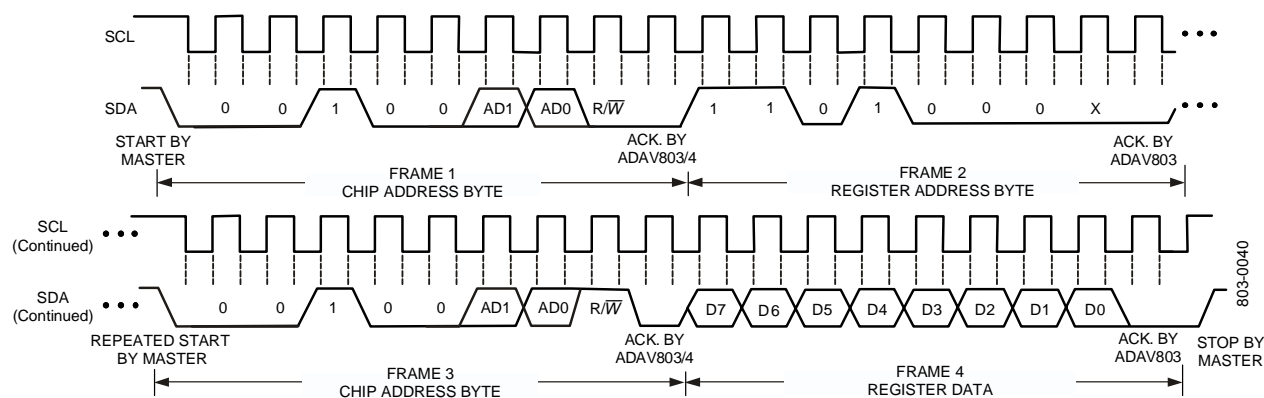 SCL
SDA
0 0 1 0 0 AD1 AD0 R/W 1 1 0 1 0 0 0 X
START BY
MASTER
ACK. BY
ADAV803/4
ACK. BY
ADAV803
FRAME 1
CHIP ADDRESS BYTE
FRAME 2
REGISTER ADDRESS BYTE
SCL
(Continued)
SDA
(Continued)
0 0 1 0 0 AD1 AD0 R/W D7 D6 D5 D4 D3 D2 D1 D0
REPEATED START
BY MASTER
ACK. BY
ADAV803/4
ACK. BY
ADAV803
STOP BY
MASTER
FRAME 3
CHIP ADDRESS BYTE
FRAME 4
REGISTER DATA
803-0040